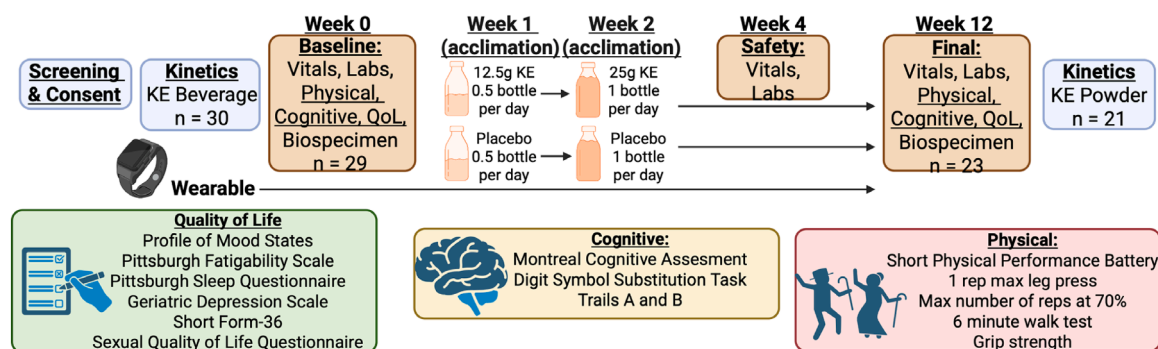 Screening
& Consent
Kinetics
KE Beverage
n = 30
Week 0
Baseline:
Vitals, Labs,
Physical,
Cognitive, QoL,
Biospecimen
n = 29
Week 1
(acclimation)
12.5g KE
0.5 bottle
per day
Placebo
0.5 bottle
per day
Week 2
(acclimation)
25g KE
1 bottle
per day
Placebo
1 bottle
per day
Week 4
Safety:
Vitals,
Labs
Week 12
Final:
Vitals, Labs,
Physical,
Cognitive, QoL,
Biospecimen
n = 23
Kinetics
KE Powder
n = 21
Wearable
Quality of Life
Profile of Mood States
Pittsburgh Fatigability Scale
Pittsburgh Sleep Questionnaire
Geriatric Depression Scale
Short Form-36
Sexual Quality of Life Questionnaire
Cognitive:
Montreal Cognitive Assesment
Digit Symbol Substitution Task
Trails A and B
Physical:
Short Physical Performance Battery
1 rep max leg press
Max number of reps at 70%
6 minute walk test
Grip strength